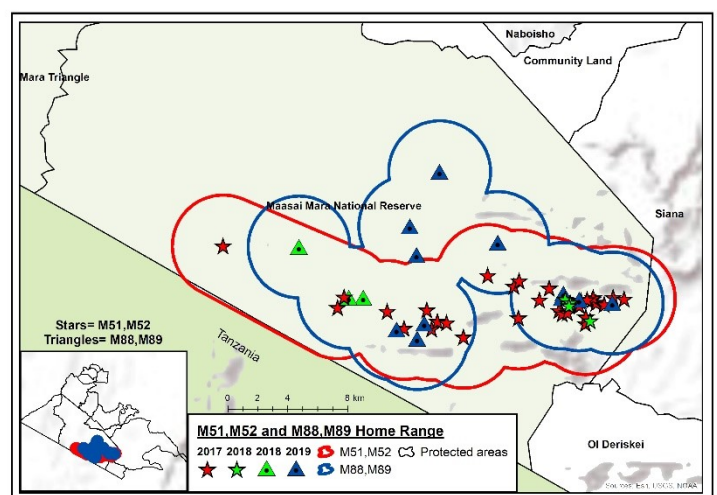 Naboisho
Community Land
Mara Triangle
Maasai Mara National Reserve
Siana
Stars= M51,M52
Triangles= M88,M89
Tanzania
0 2 4 8 km
M51,M52 and M88,M89 Home Range
2017 2018 2018 2019 M51,M52 Protected areas
M88,M89
Ol Deriskei
Sources: Esri, USGS, NOAA